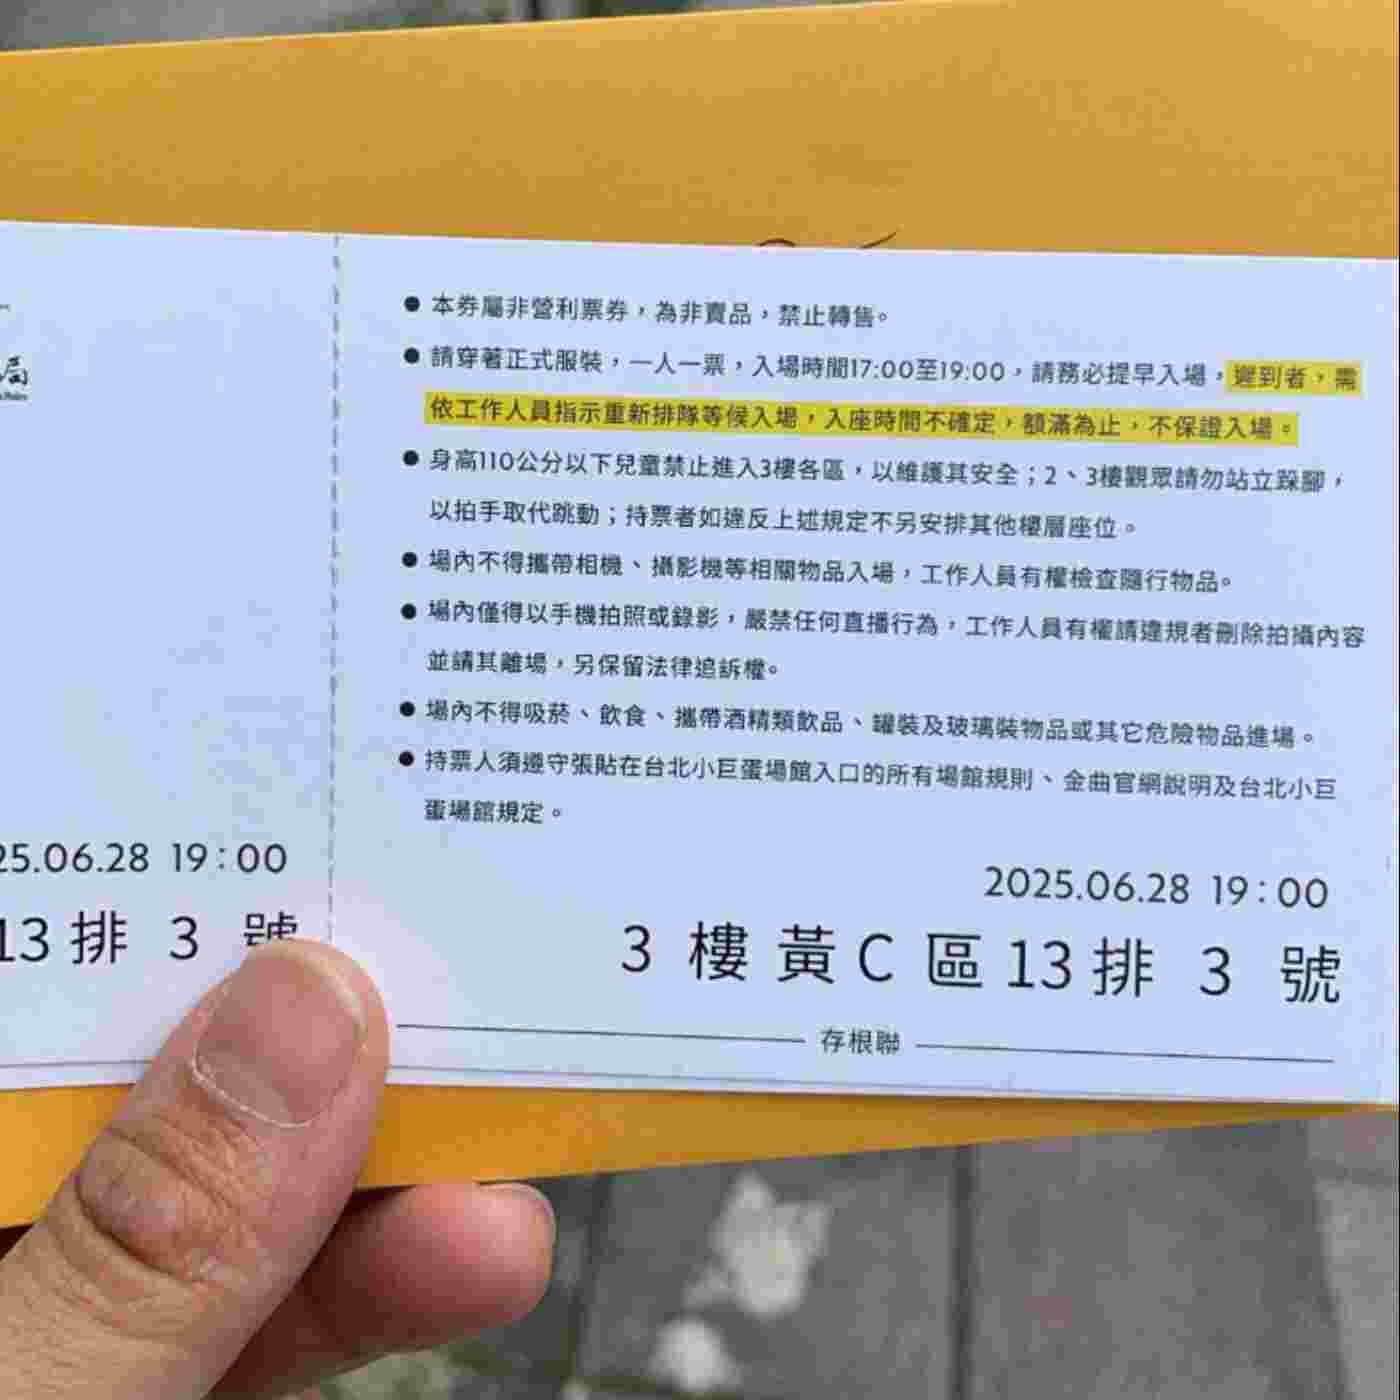 局
● 本券屬非營利票券，為非賣品，禁止轉售。
● 請穿著正式服裝，一人一票，入場時間17:00至19:00，請務必提早入場，遲到者，需
依工作人員指示重新排隊等候入場，入座時間不確定，額滿為止，不保證入場。
● 身高110公分以下兒童禁止進入3樓各區，以維護其安全；2、3樓觀眾請勿站立跺腳，
以拍手取代跳動；持票者如違反上述規定不另安排其他樓層座位。
● 場內不得攜帶相機、攝影機等相關物品入場，工作人員有權檢查隨行物品。
● 場內僅得以手機拍照或錄影，嚴禁任何直播行為，工作人員有權請違規者刪除拍攝內容
並請其離場，另保留法律追訴權。
● 場內不得吸菸、飲食、攜帶酒精類飲品、罐裝及玻璃裝物品或其它危險物品進場。
● 持票人須遵守張貼在台北小巨蛋場館入口的所有場館規則、金曲官網說明及台北小巨
蛋場館規定。
25.06.28 19:00
13 排 3 號
2025.06.28 19:00
3 樓 黃 C 區 13 排 3 號
存根聯